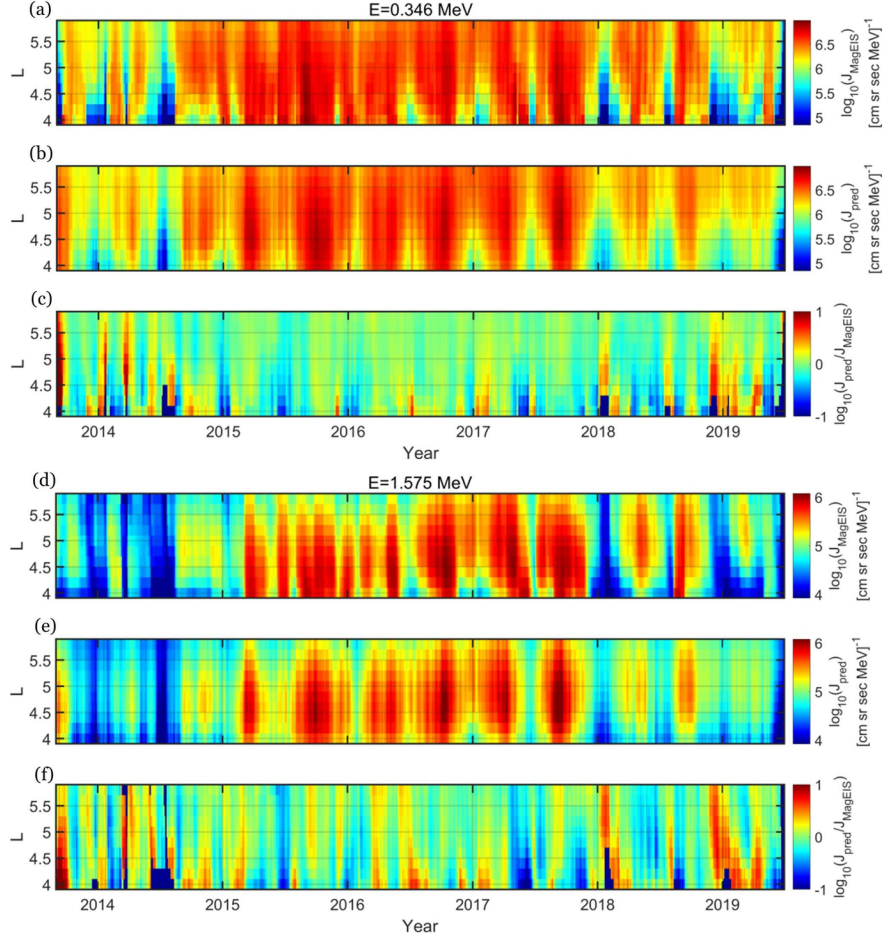 (a)
E=0.346 MeV
5.5
5
4.5
4
L
6.5
6
5.5
5
log10(JMagEIS)
[cm sr sec MeV]-1
(b)
5.5
5
4.5
4
L
6.5
6
5.5
5
log10(Jpred)
[cm sr sec MeV]-1
(c)
5.5
5
4.5
4
L
1
0
-1
log10(Jpred/JMagEIS)
2014 2015 2016 2017 2018 2019
Year
(d)
E=1.575 MeV
5.5
5
4.5
4
L
6
5
4
log10(JMagEIS)
[cm sr sec MeV]-1
(e)
5.5
5
4.5
4
L
6
5
4
log10(Jpred)
[cm sr sec MeV]-1
(f)
5.5
5
4.5
4
L
1
0
-1
log10(Jpred/JMagEIS)
2014 2015 2016 2017 2018 2019
Year